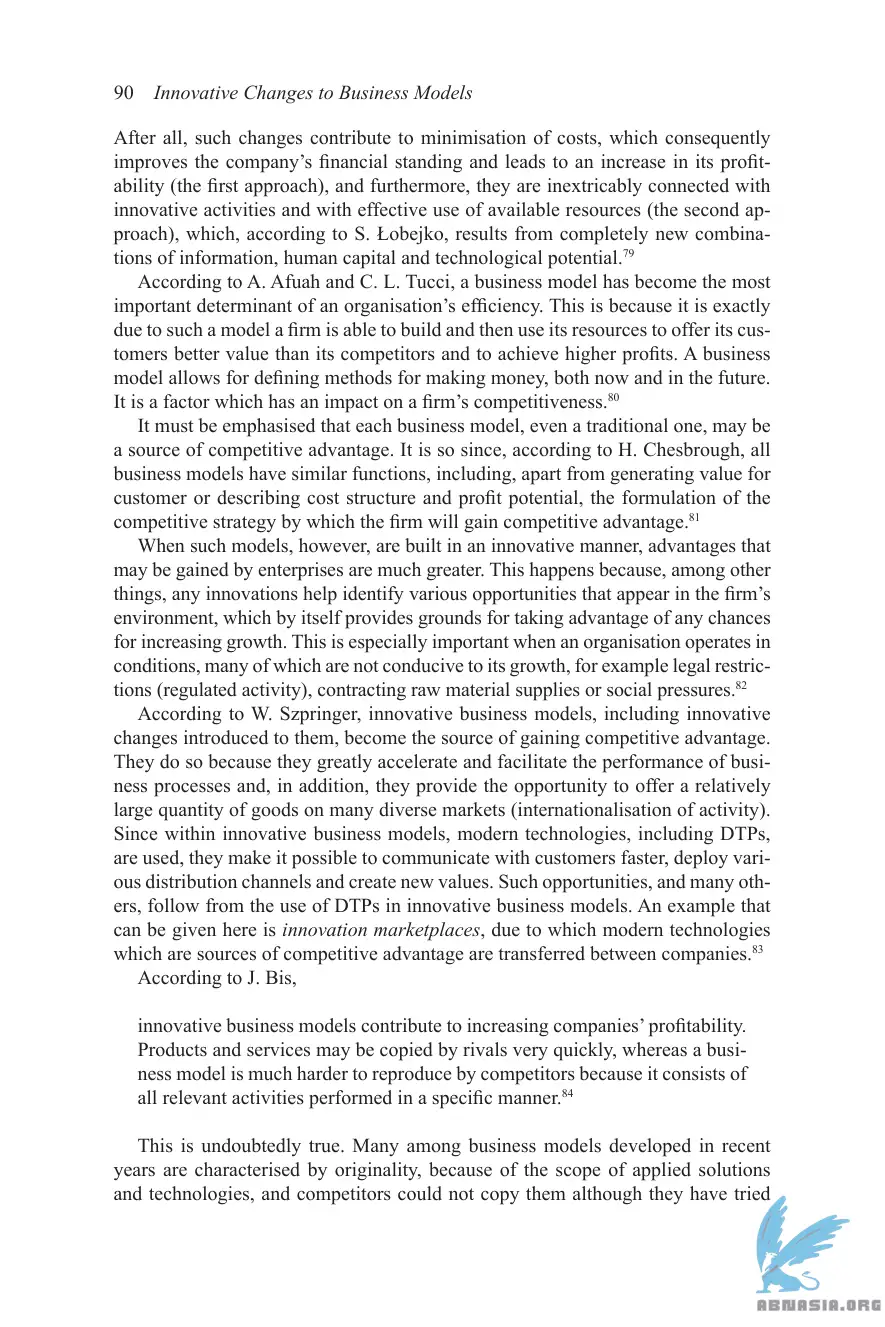 90 Innovative Changes to Business Models
After all, such changes contribute to minimisation of costs, which consequently
improves the company’s financial standing and leads to an increase in its profit-
ability (the first approach), and furthermore, they are inextricably connected with
innovative activities and with effective use of available resources (the second ap-
proach), which, according to S. Łobejko, results from completely new combina-
tions of information, human capital and technological potential.79
According to A. Afuah and C. L. Tucci, a business model has become the most
important determinant of an organisation’s efficiency. This is because it is exactly
due to such a model a firm is able to build and then use its resources to offer its cus-
tomers better value than its competitors and to achieve higher profits. A business
model allows for defining methods for making money, both now and in the future.
It is a factor which has an impact on a firm’s competitiveness.80
It must be emphasised that each business model, even a traditional one, may be
a source of competitive advantage. It is so since, according to H. Chesbrough, all
business models have similar functions, including, apart from generating value for
customer or describing cost structure and profit potential, the formulation of the
competitive strategy by which the firm will gain competitive advantage.81
When such models, however, are built in an innovative manner, advantages that
may be gained by enterprises are much greater. This happens because, among other
things, any innovations help identify various opportunities that appear in the firm’s
environment, which by itself provides grounds for taking advantage of any chances
for increasing growth. This is especially important when an organisation operates in
conditions, many of which are not conducive to its growth, for example legal restric-
tions (regulated activity), contracting raw material supplies or social pressures.82
According to W. Szpringer, innovative business models, including innovative
changes introduced to them, become the source of gaining competitive advantage.
They do so because they greatly accelerate and facilitate the performance of busi-
ness processes and, in addition, they provide the opportunity to offer a relatively
large quantity of goods on many diverse markets (internationalisation of activity).
Since within innovative business models, modern technologies, including DTPs,
are used, they make it possible to communicate with customers faster, deploy vari-
ous distribution channels and create new values. Such opportunities, and many oth-
ers, follow from the use of DTPs in innovative business models. An example that
can be given here is innovation marketplaces, due to which modern technologies
which are sources of competitive advantage are transferred between companies.83
According to J. Bis,
innovative business models contribute to increasing companies’ profitability.
Products and services may be copied by rivals very quickly, whereas a busi-
ness model is much harder to reproduce by competitors because it consists of
all relevant activities performed in a specific manner.84
This is undoubtedly true. Many among business models developed in recent
years are characterised by originality, because of the scope of applied solutions
and technologies, and competitors could not copy them although they have tried
ABNASIA.ORG